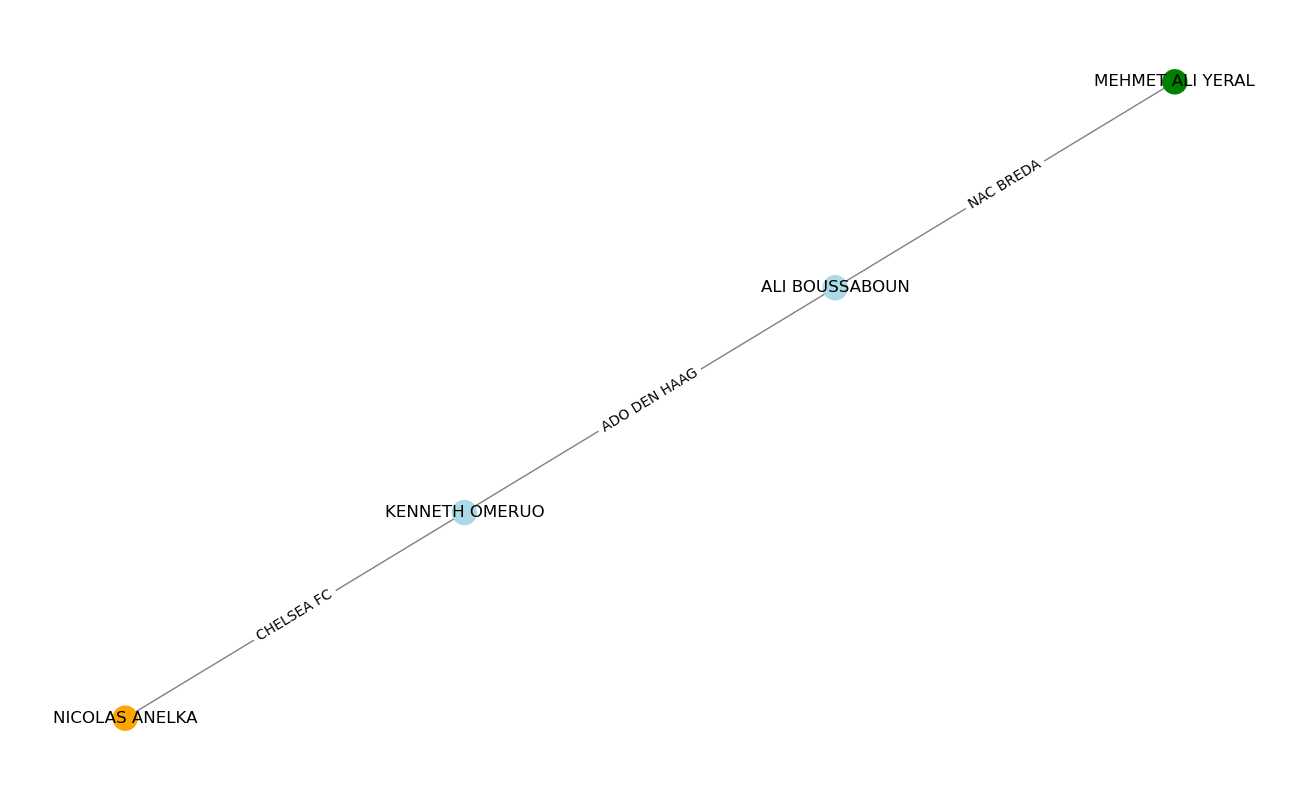 MEHMET ALI YERAL
NAC BREDA
ALI BOUSSABOUN
ADO DEN HAAG
KENNETH OMERUO
CHELSEA FC
NICOLAS ANELKA